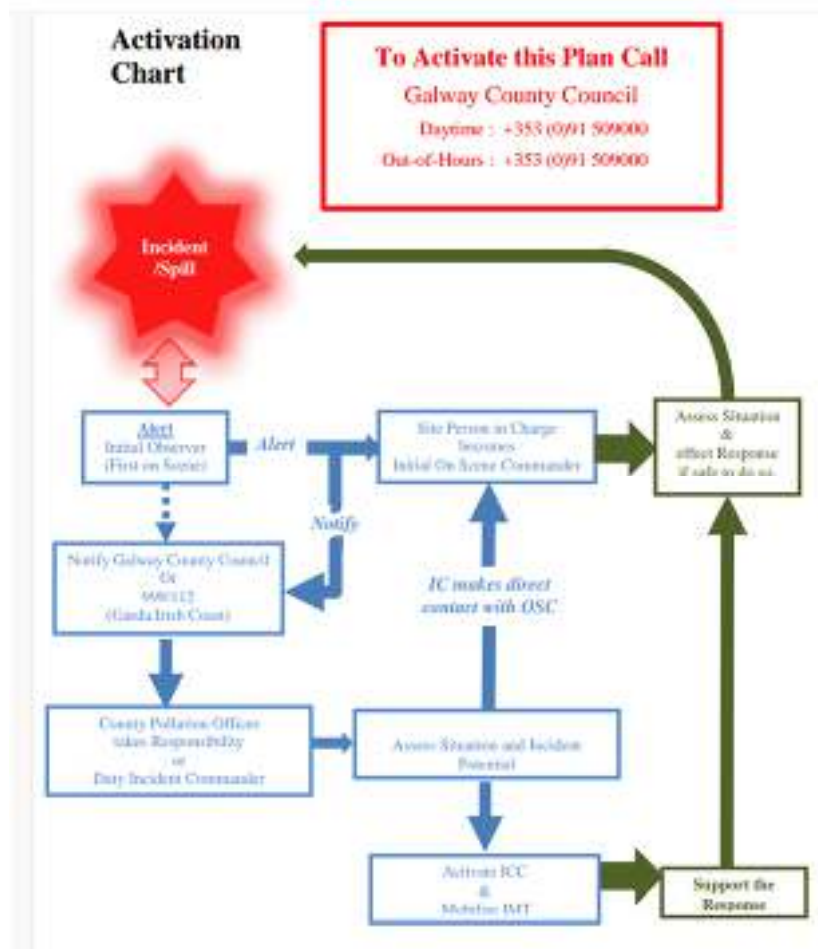 Activation
Chart
To Activate this Plan Call
Galway County Council
Daytime : +353 (0)91 509000
Out-of-Hours : +353 (0)91 509000
Incident
/Spill
Alert
Initial Observer
(First on Scene)
Alert
Site Person in Charge
becomes
Initial On Scene Commander
Assess Situation
&
effect Response
if safe to do so.
Notify
Notify Galway County Council
Or
999/112
(Garda/Irish Coast)
IC makes direct
contact with OSC
County Pollution Officer
takes Responsibility
or
Duty Incident Commander
Assess Situation and Incident
Potential
Activate ICC
&
Mobilise IMT
Support the
Response